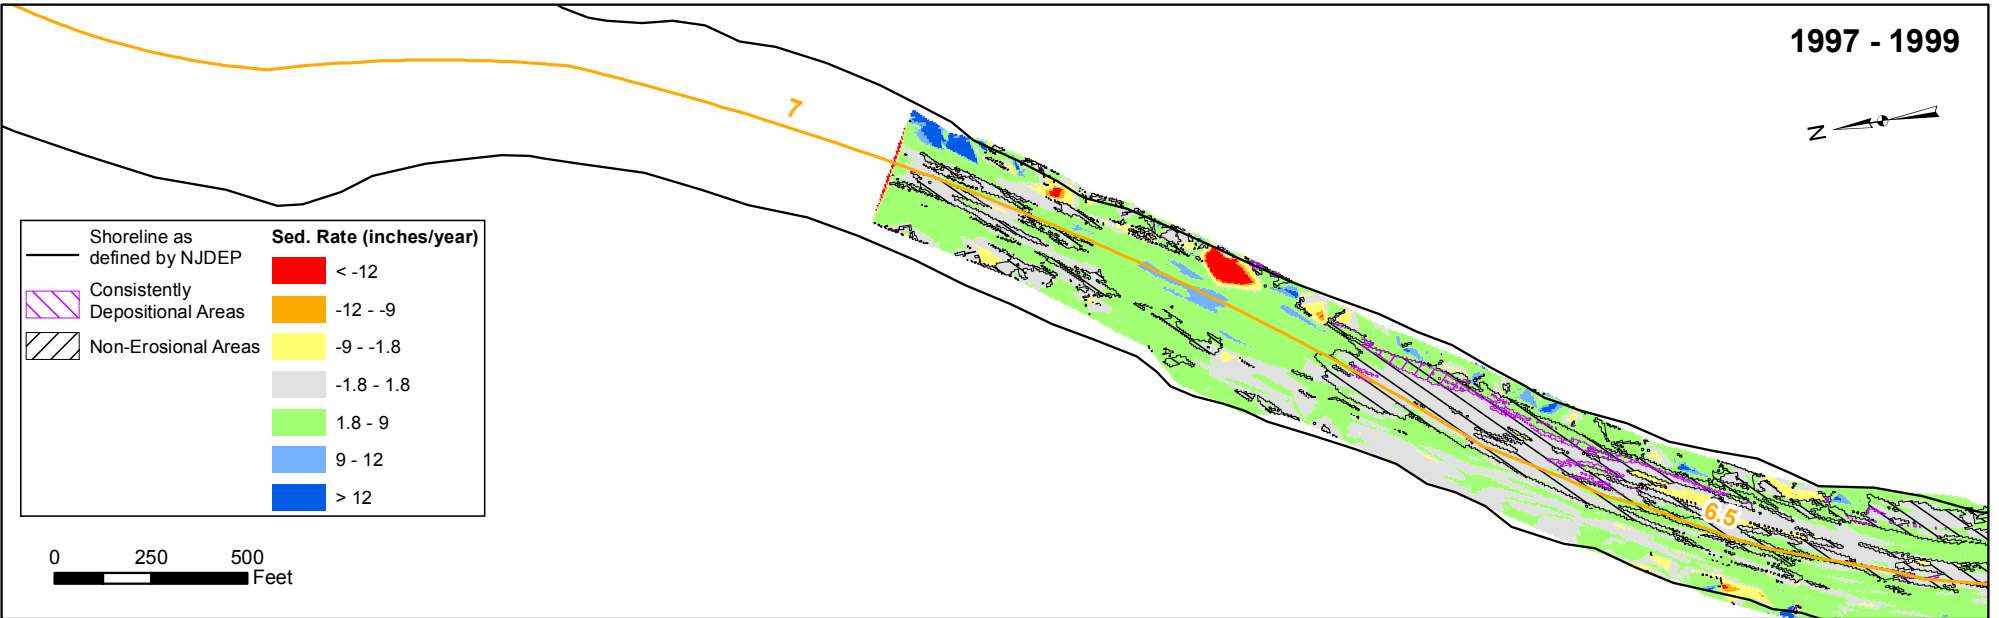 1997 - 1999
7
N
Shoreline as
defined by NJDEP
Consistently
Depositional Areas
Non-Erosional Areas
Sed. Rate (inches/year)
< -12
-12 - -9
-9 - -1.8
-1.8 - 1.8
1.8 - 9
9 - 12
> 12
6.5
0 250 500
Feet